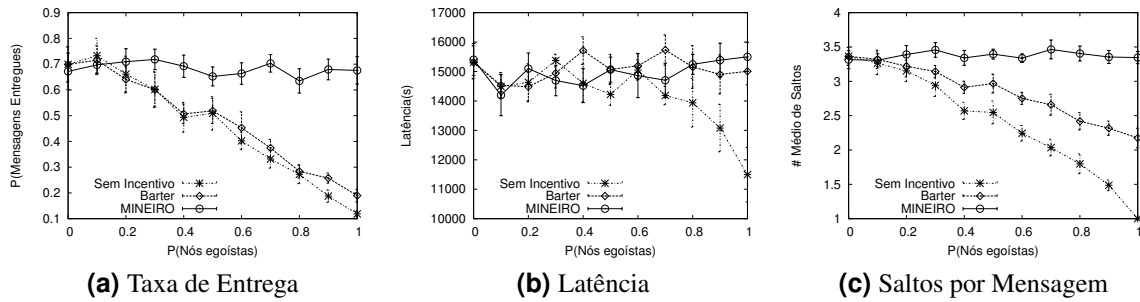 0.8
0.7
0.6
0.5
0.4
0.3
0.2
0.1
P(Mensagens Entregues)
Sem Incentivo
Barter
MINEIRO
0 0.2 0.4 0.6 0.8 1
P(Nós egoístas)
(a) Taxa de Entrega
17000
16000
15000
14000
13000
12000
11000
10000
Latência(s)
Sem Incentivo
Barter
MINEIRO
0 0.2 0.4 0.6 0.8 1
P(Nós egoístas)
(b) Latência
4
3.5
3
2.5
2
1.5
1
# Médio de Saltos
Sem Incentivo
Barter
MINEIRO
0 0.2 0.4 0.6 0.8 1
P(Nós egoístas)
(c) Saltos por Mensagem